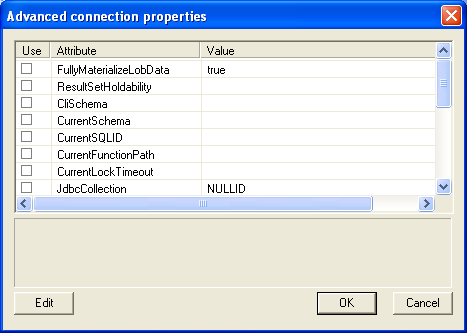 Advanced connection properties
Use Attribute Value
FullyMaterializeLobData true
ResultSetHoldability
CliSchema
CurrentSchema
CurrentSQLID
CurrentFunctionPath
CurrentLockTimeout
JdbcCollection NULLID
Edit OK Cancel